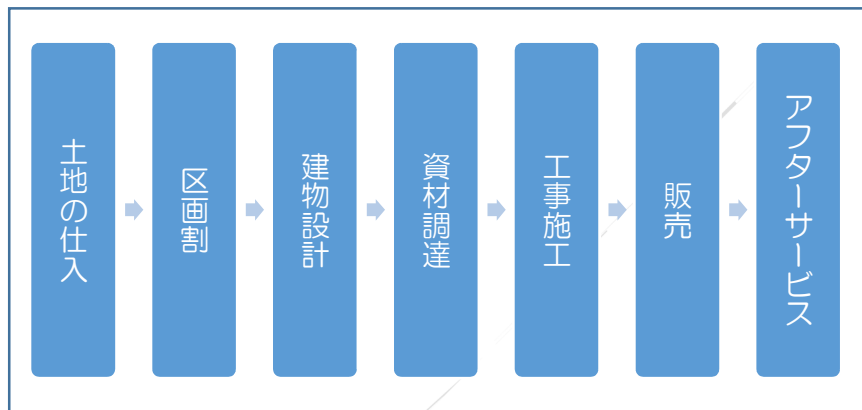 土地の仕入
区画割
建物設計
資材調達
工事施工
販売
アフターサービス